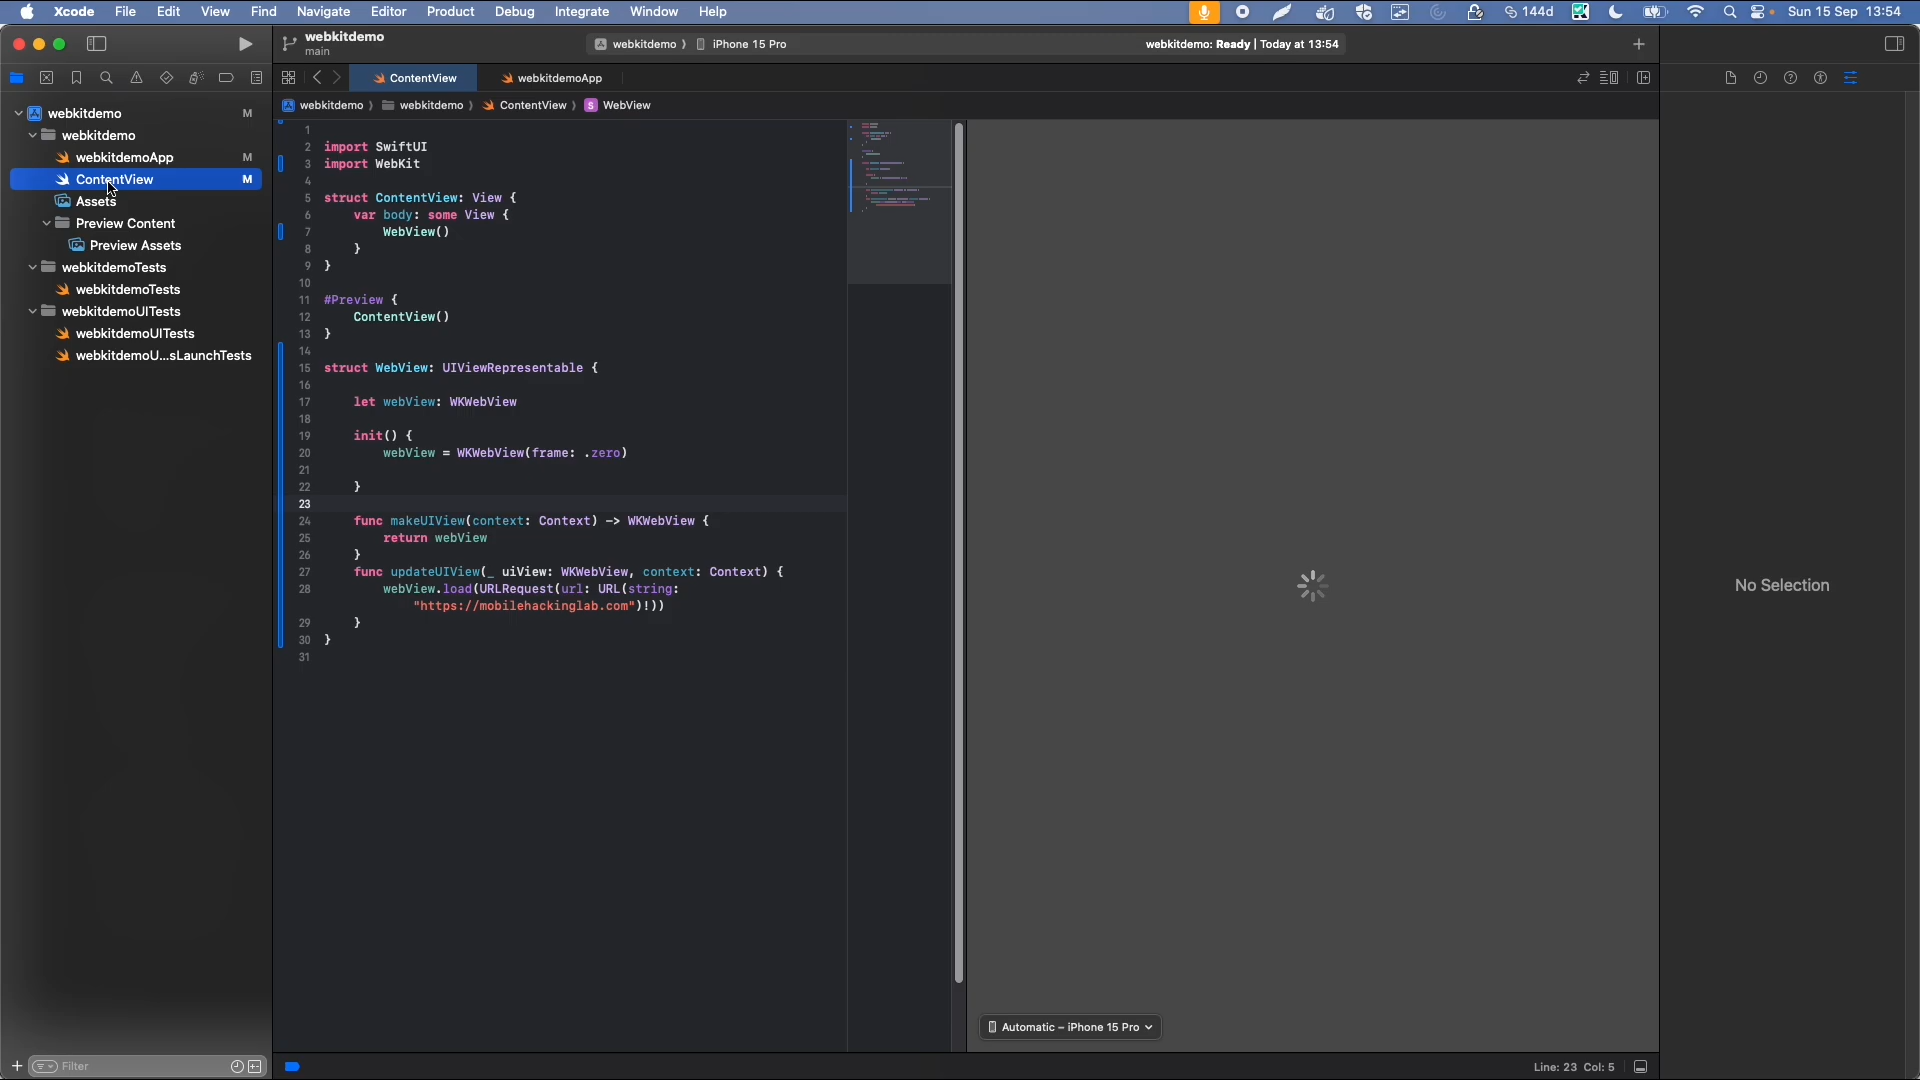 Xcode File Edit View Find Navigate Editor Product Debug Integrate Window Help 144d Sun 15 Sep 13:54
webkitdemo
main
webkitdemo iPhone 15 Pro
webkitdemo: Ready | Today at 13:54
ContentView
webkitdemoApp
webkitdemo webkitdemo ContentView S WebView
webkitdemo M
webkitdemo
webkitdemoApp M
ContentView M
Assets
Preview Content
Preview Assets
webkitdemoTests
webkitdemoTests
webkitdemoUITests
webkitdemoUITests
webkitdemoU...sLaunchTests
1
2 import SwiftUI
3 import WebKit
4
5 struct ContentView: View {
6 var body: some View {
7 WebView()
8 }
9 }
10
11 #Preview {
12 ContentView()
13 }
14
15 struct WebView: UIViewRepresentable {
16
17 let webView: WKWebView
18
19 init() {
20 webView = WKWebView(frame: .zero)
21
22 }
23
24 func makeUIView(context: Context) -> WKWebView {
25 return webView
26 }
27 func updateUIView(_ uiView: WKWebView, context: Context) {
28 webView.load(URLRequest(url: URL(string:
"https://mobilehackinglab.com")!))
29 }
30 }
31
No Selection
Automatic – iPhone 15 Pro
Filter
Line: 23 Col: 5